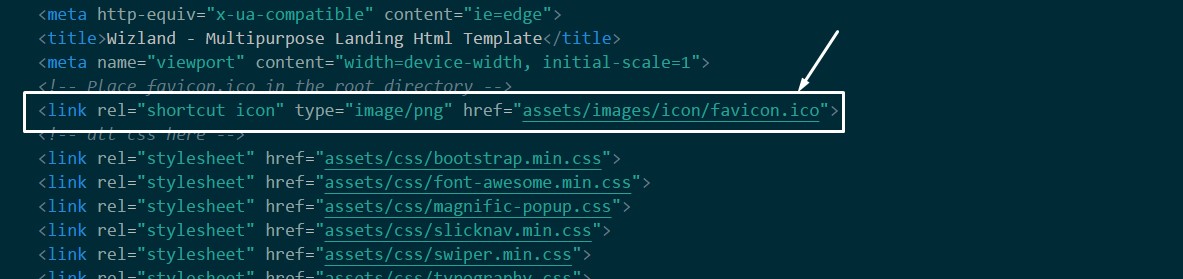 <meta http-equiv="x-ua-compatible" content="ie=edge">
<title>Wizland - Multipurpose Landing Html Template</title>
<meta name="viewport" content="width=device-width, initial-scale=1">
<!-- Place favicon.ico in the root directory -->
<link rel="shortcut icon" type="image/png" href="assets/images/icon/favicon.ico">
<!-- all css here -->
<link rel="stylesheet" href="assets/css/bootstrap.min.css">
<link rel="stylesheet" href="assets/css/font-awesome.min.css">
<link rel="stylesheet" href="assets/css/magnific-popup.css">
<link rel="stylesheet" href="assets/css/slicknav.min.css">
<link rel="stylesheet" href="assets/css/swiper.min.css">
<link rel="stylesheet" href="assets/css/typography.css">